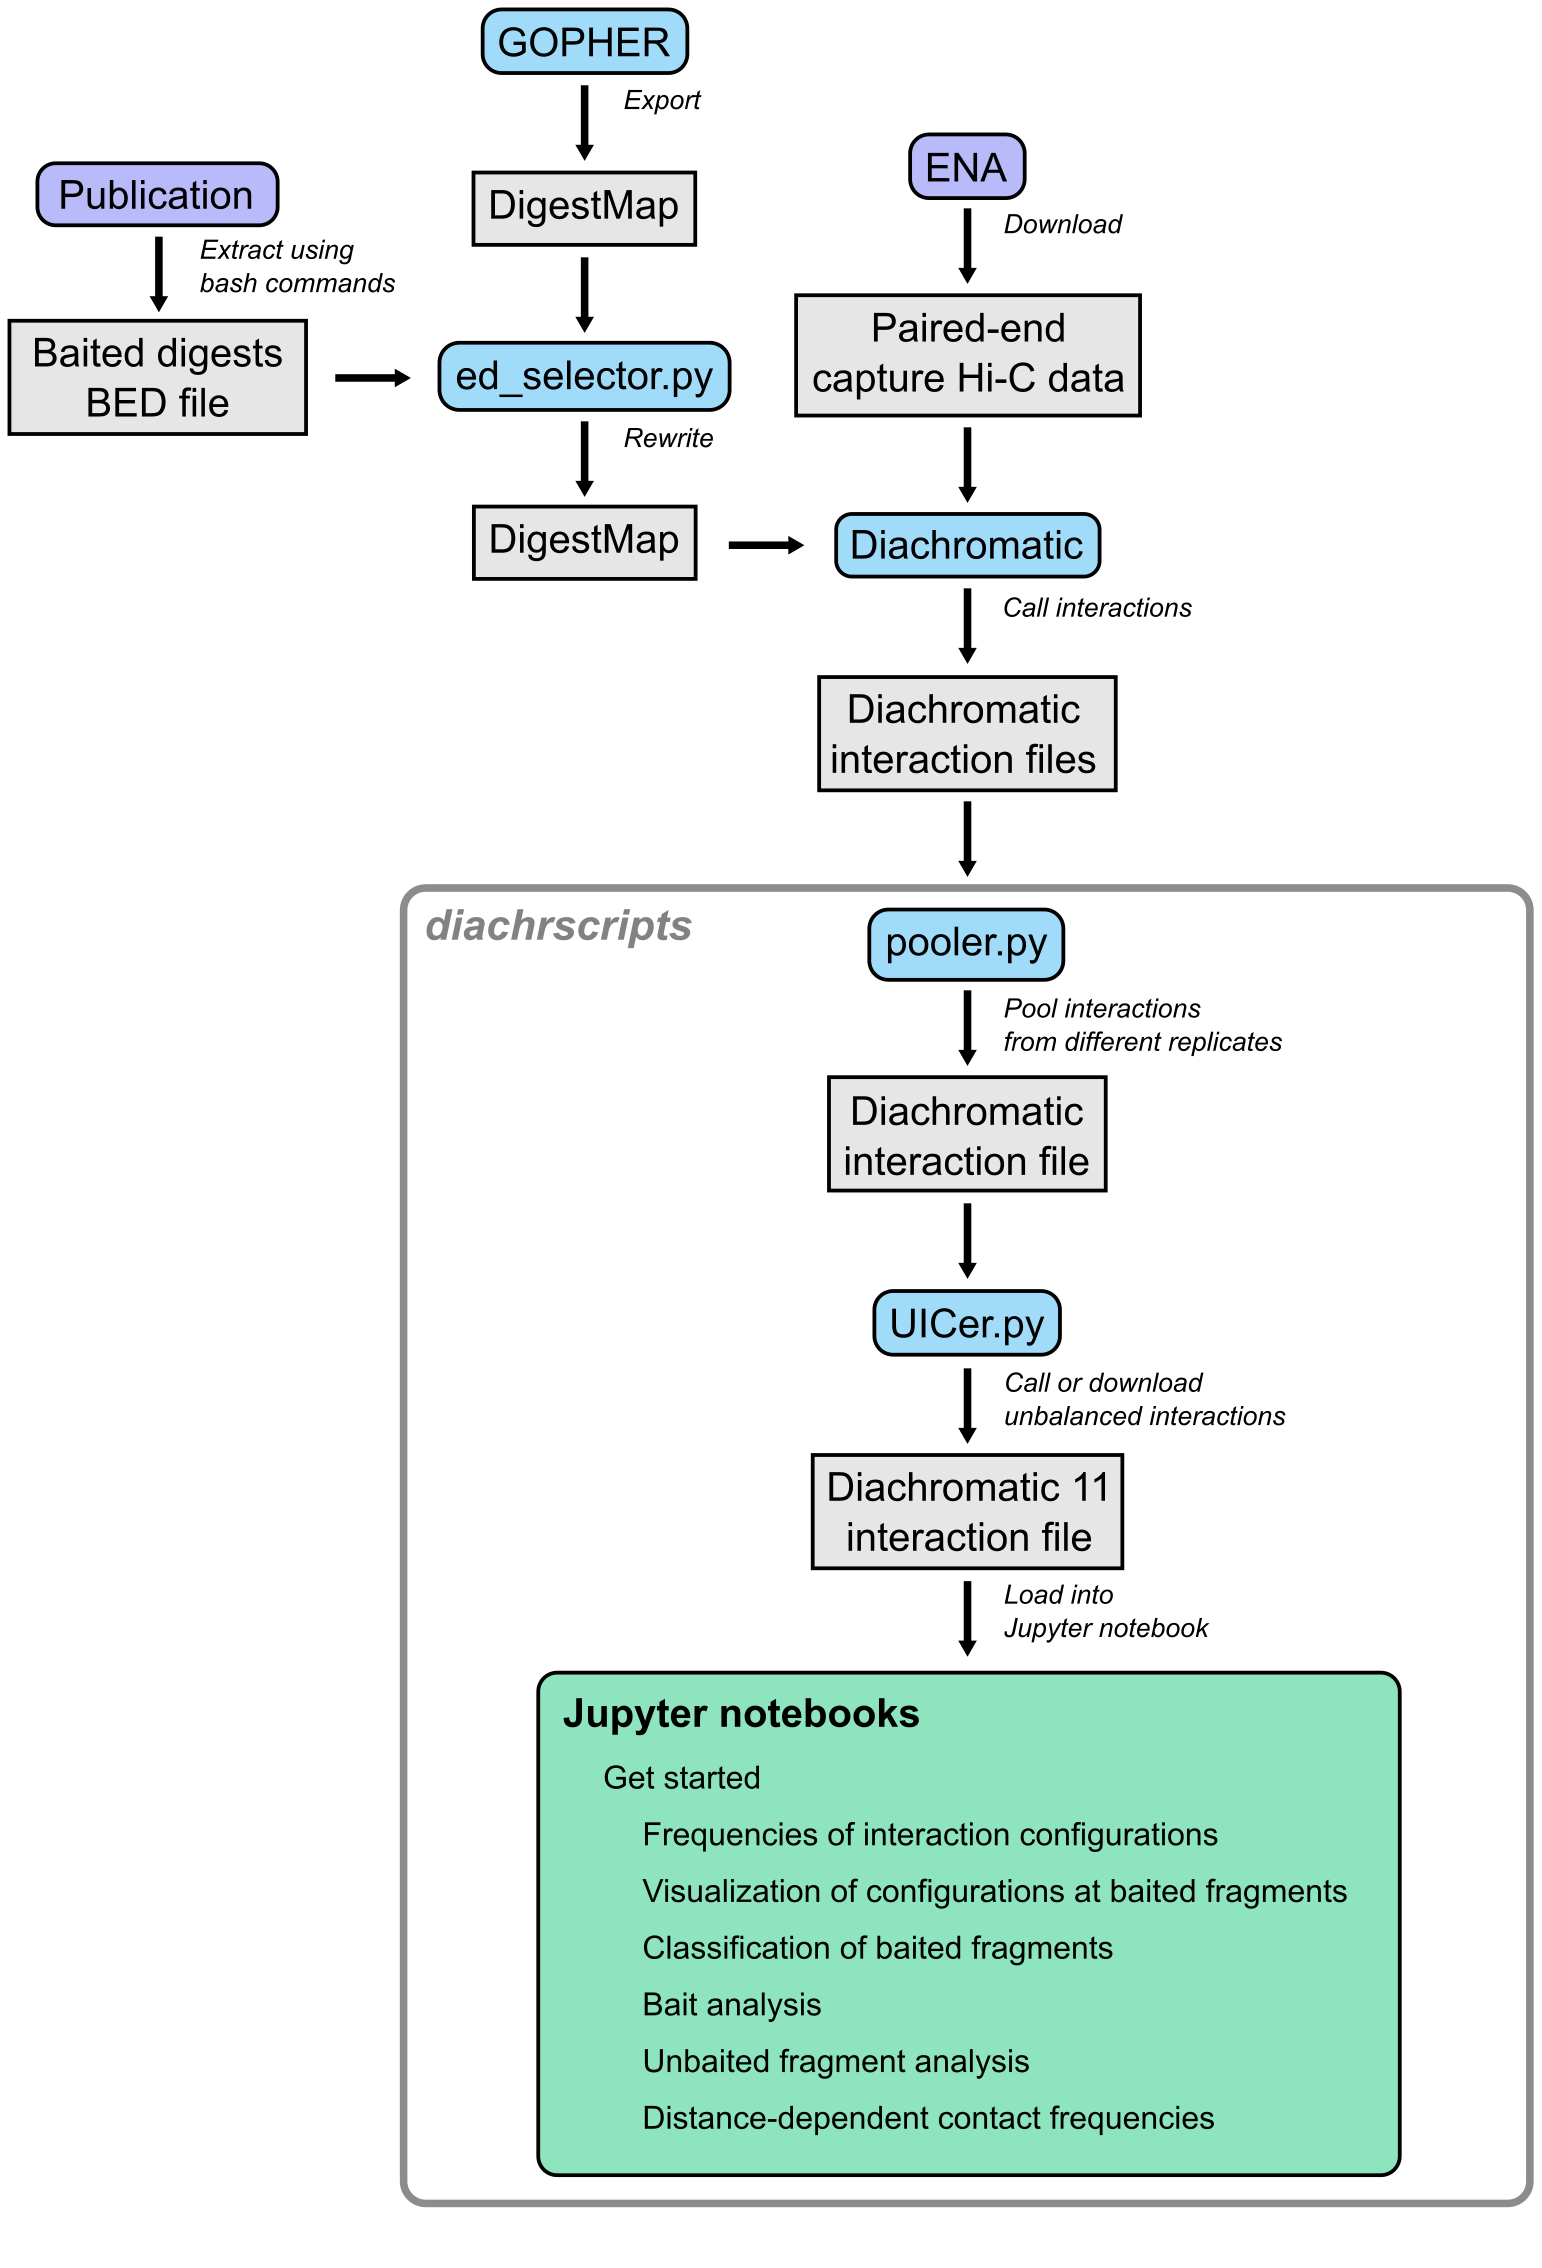 GOPHER
Export
DigestMap
Publication
Extract using
bash commands
Baited digests
BED file
ed_selector.py
Rewrite
DigestMap
ENA
Download
Paired-end
capture Hi-C data
Diachromatic
Call interactions
Diachromatic
interaction files
diachrscripts
pooler.py
Pool interactions
from different replicates
Diachromatic
interaction file
UICer.py
Call or download
unbalanced interactions
Diachromatic 11
interaction file
Load into
Jupyter notebook
Jupyter notebooks
Get started
Frequencies of interaction configurations
Visualization of configurations at baited fragments
Classification of baited fragments
Bait analysis
Unbaited fragment analysis
Distance-dependent contact frequencies